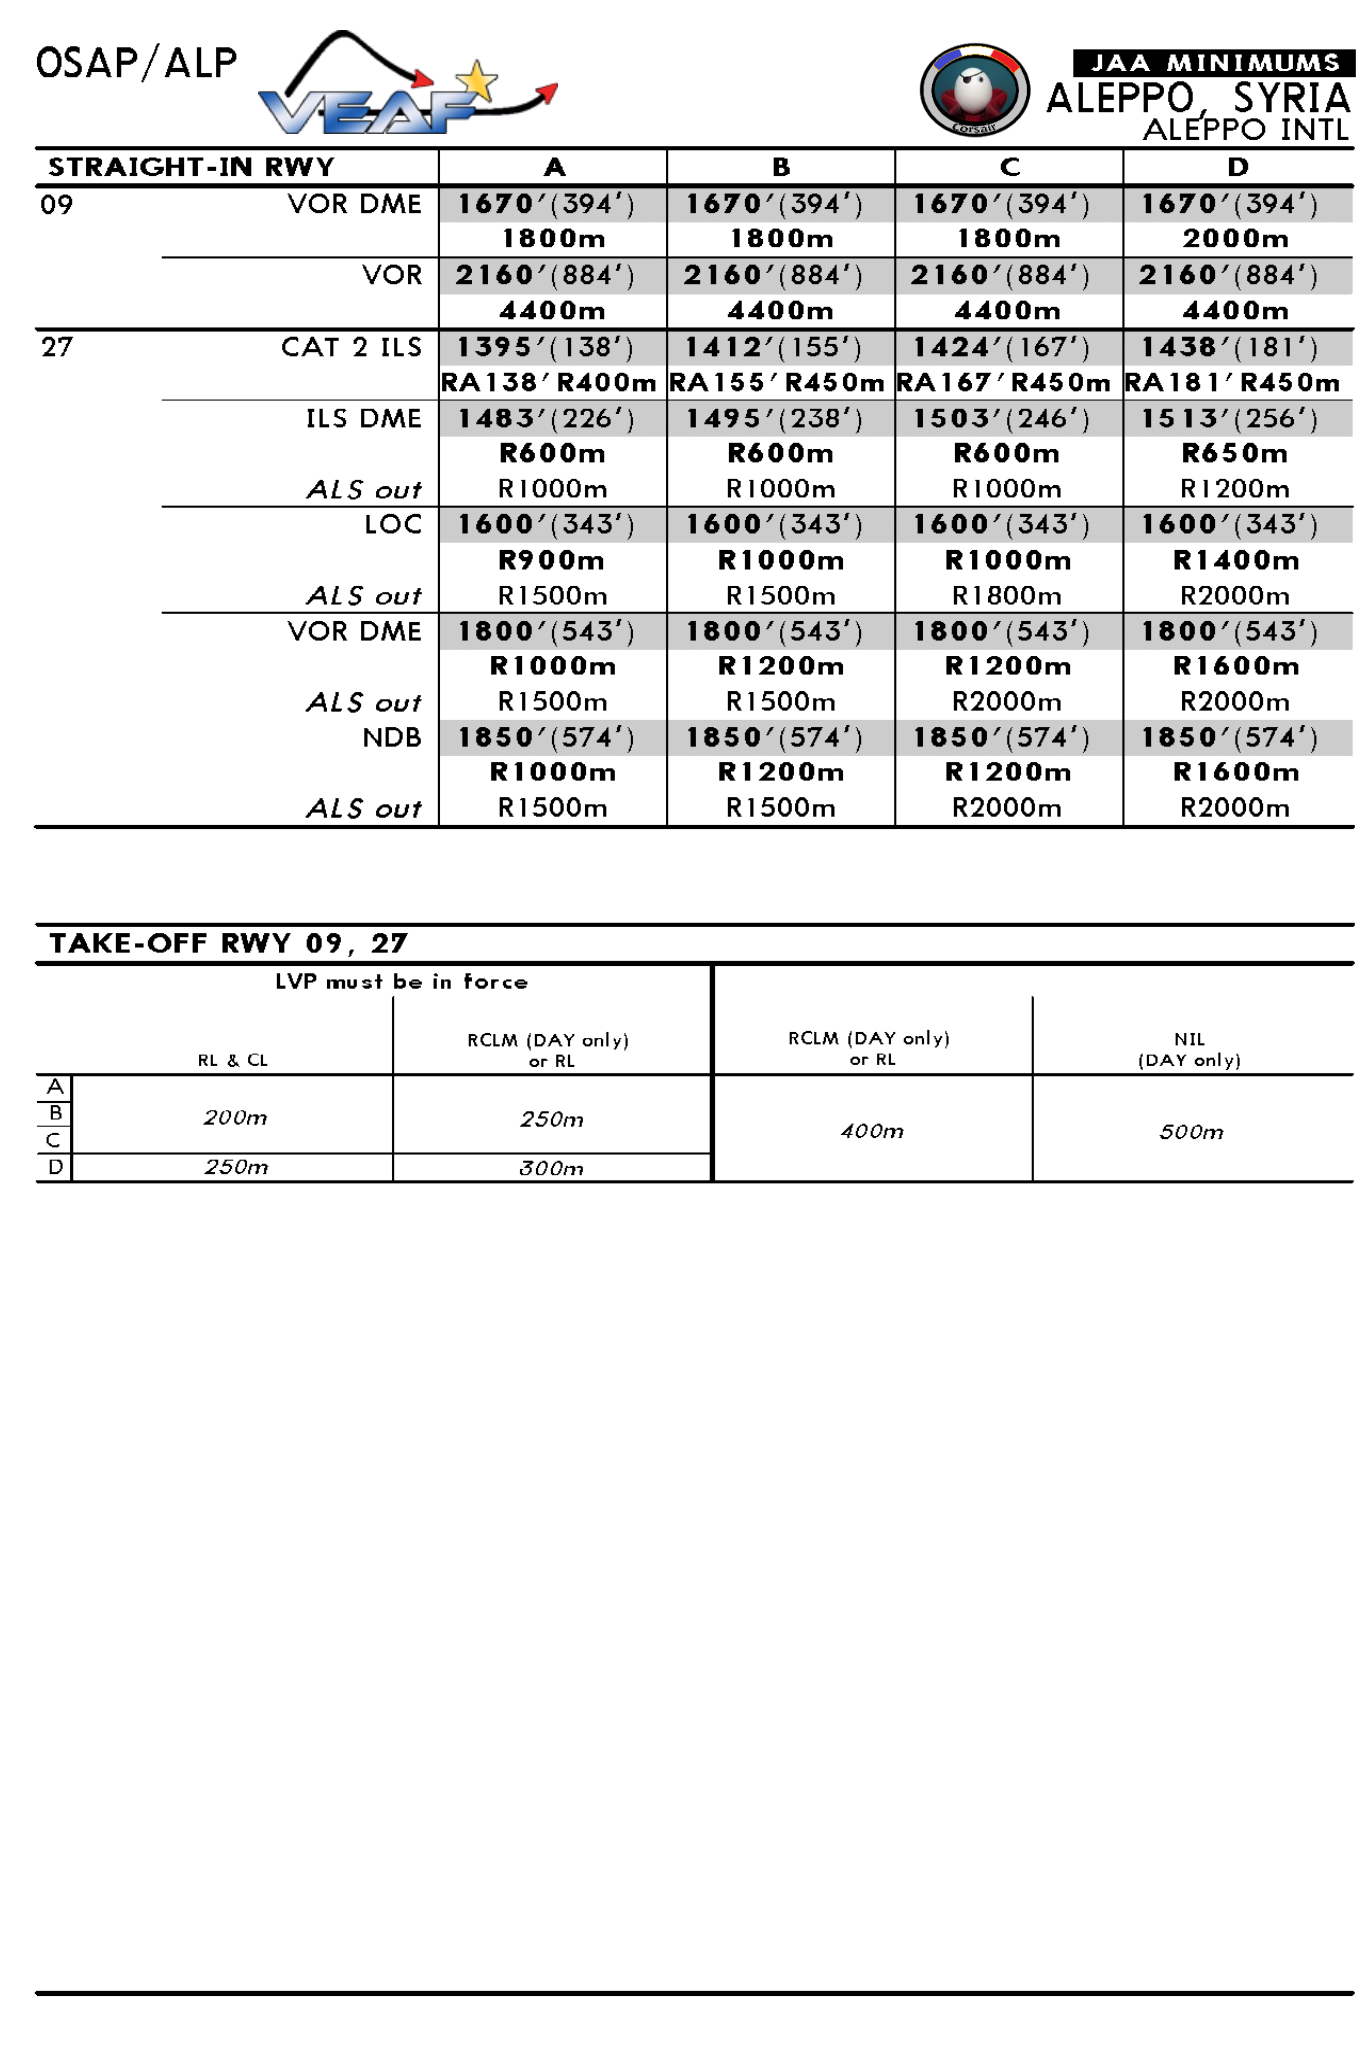 OSAP/ALP
VEAF
Corsair
JAA MINIMUMS
ALEPPO, SYRIA
ALEPPO INTL
STRAIGHT-IN RWY A B C D
09 VOR DME 1670′(394′) 1670′(394′) 1670′(394′) 1670′(394′)
1800m 1800m 1800m 2000m
VOR 2160′(884′) 2160′(884′) 2160′(884′) 2160′(884′)
4400m 4400m 4400m 4400m
27 CAT 2 ILS 1395′(138′) 1412′(155′) 1424′(167′) 1438′(181′)
RA138′R400m RA155′R450m RA167′R450m RA181′R450m
ILS DME 1483′(226′) 1495′(238′) 1503′(246′) 1513′(256′)
R600m R600m R600m R650m
ALS out R1000m R1000m R1000m R1200m
LOC 1600′(343′) 1600′(343′) 1600′(343′) 1600′(343′)
R900m R1000m R1000m R1400m
ALS out R1500m R1500m R1800m R2000m
VOR DME 1800′(543′) 1800′(543′) 1800′(543′) 1800′(543′)
R1000m R1200m R1200m R1600m
ALS out R1500m R1500m R2000m R2000m
NDB 1850′(574′) 1850′(574′) 1850′(574′) 1850′(574′)
R1000m R1200m R1200m R1600m
ALS out R1500m R1500m R2000m R2000m
TAKE-OFF RWY 09, 27
LVP must be in force
RCLM (DAY only) RCLM (DAY only) NIL
RL & CL or RL or RL (DAY only)
A
B 200m 250m 400m 500m
C
D 250m 300m